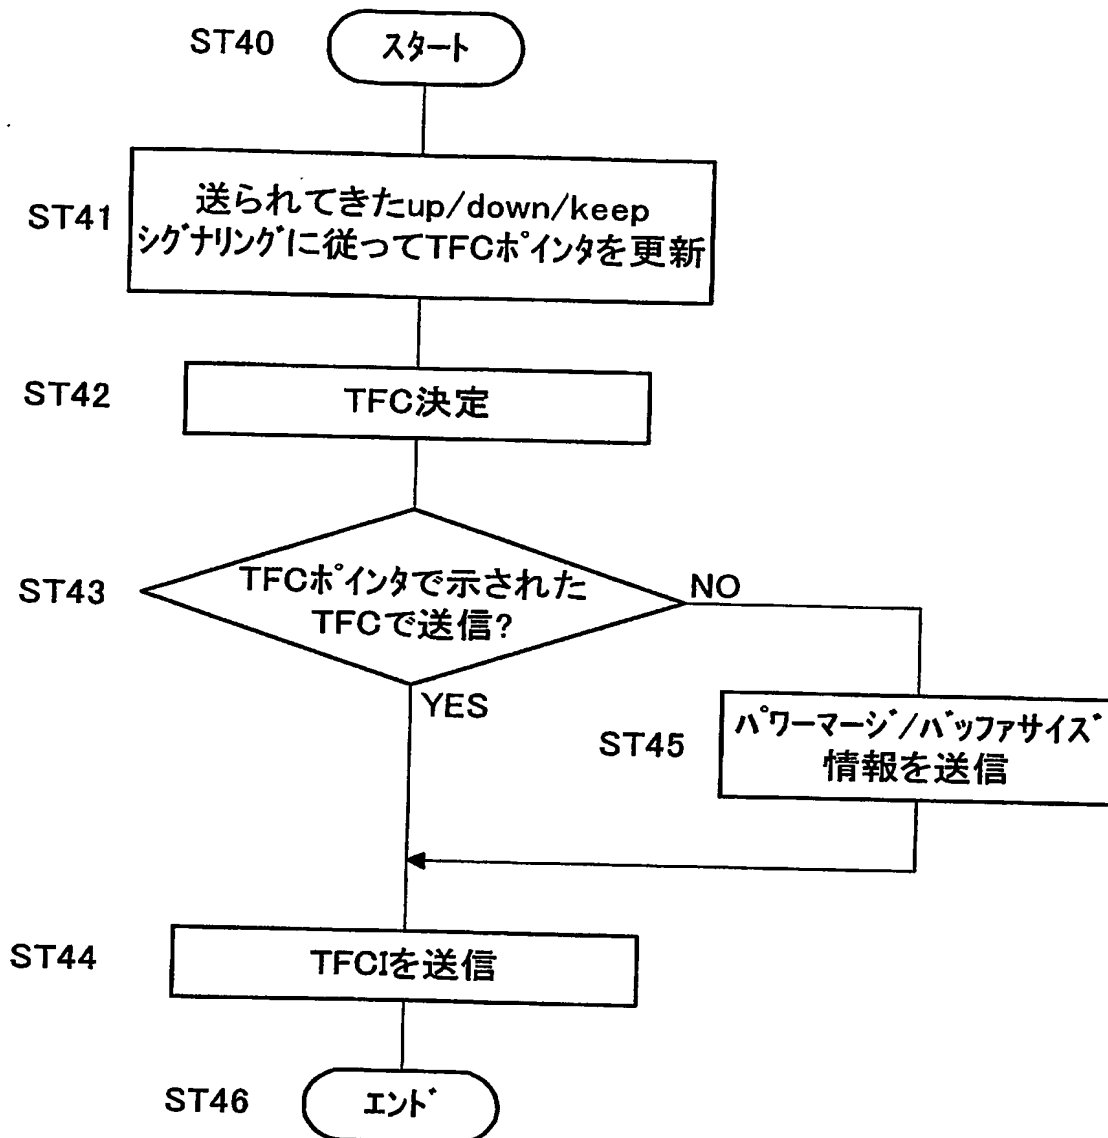 ST40
スタート
ST41
送られてきたup/down/keep
シグナリングに従ってTFCポインタを更新
ST42
TFC決定
ST43
TFCポインタで示された
TFCで送信?
NO
YES
ST45
パワーマージ/バッファサイズ
情報を送信
ST44
TFCIを送信
ST46
エンド